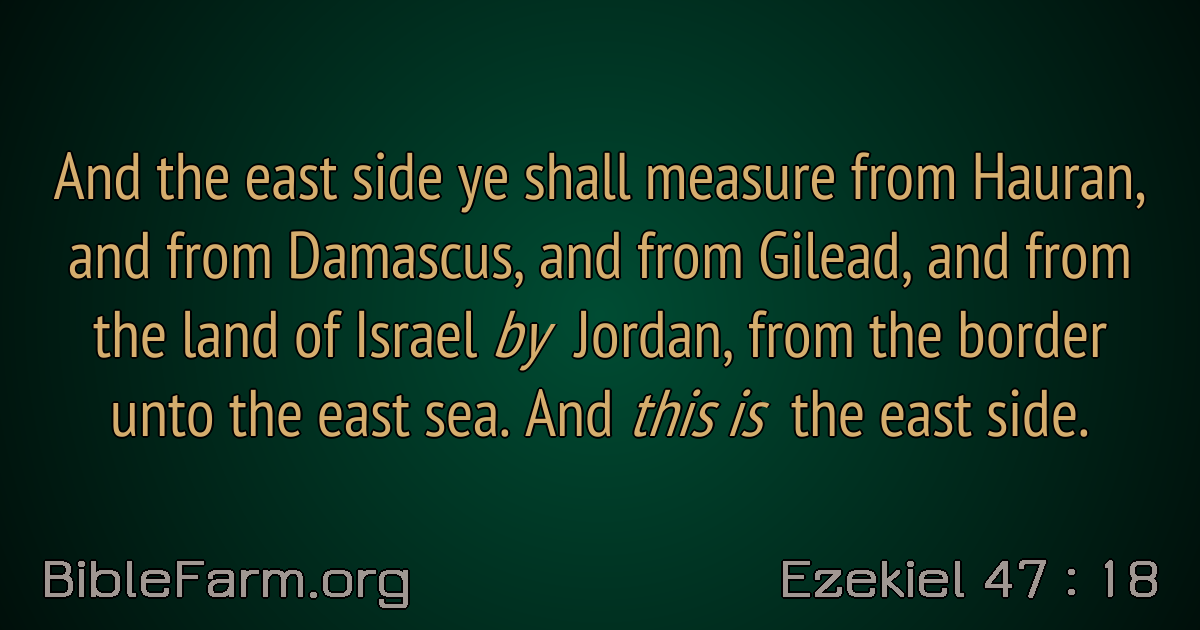 And the east side ye shall measure from Hauran,
and from Damascus, and from Gilead, and from
the land of Israel by Jordan, from the border
unto the east sea. And this is the east side.
BibleFarm.org
Ezekiel 47 : 18